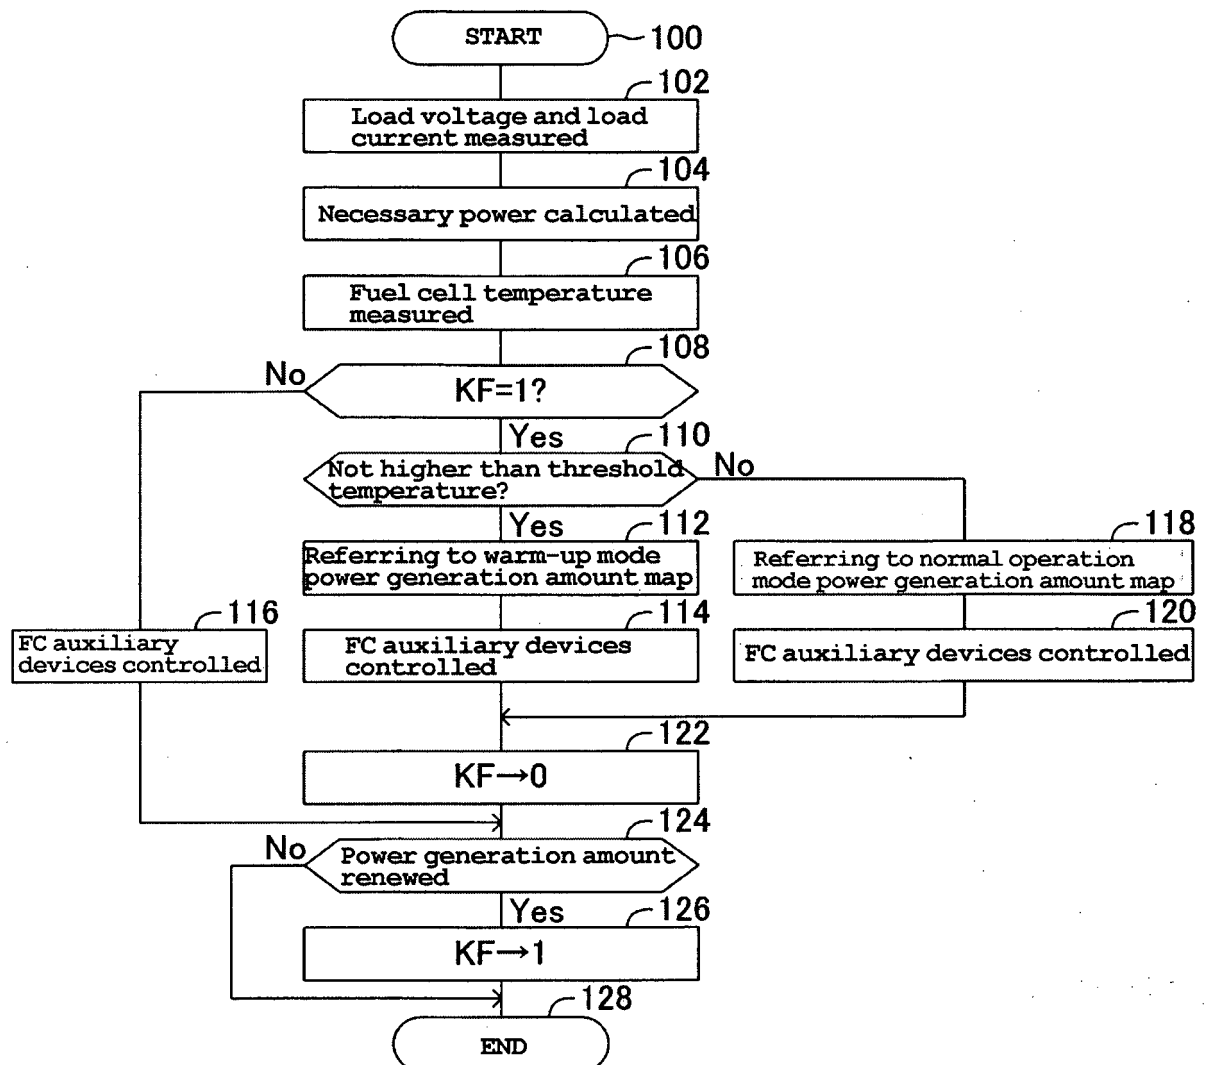 START
100
102
Load voltage and load
current measured
104
Necessary power calculated
106
Fuel cell temperature
measured
108
No
KF=1?
Yes
110
Not higher than threshold
temperature?
No
Yes
112
Referring to warm-up mode
power generation amount map
118
Referring to normal operation
mode power generation amount map
116
FC auxiliary
devices controlled
114
FC auxiliary devices
controlled
120
FC auxiliary devices controlled
122
KF→0
124
No
Power generation amount
renewed
Yes
126
KF→1
128
END